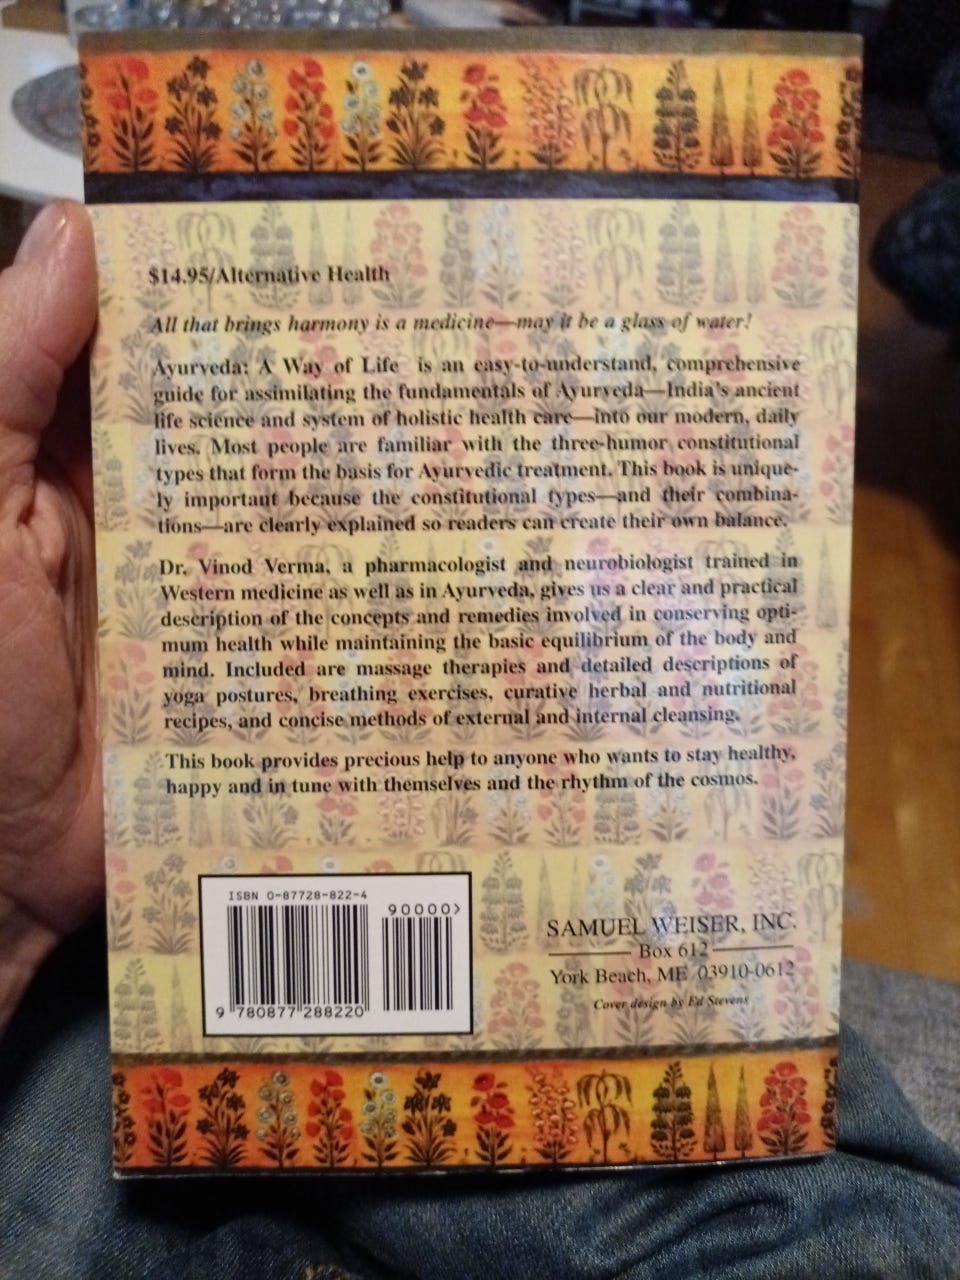 $14.95/Alternative Health
All that brings harmony is a medicine—may it be a glass of water!
Ayurveda: A Way of Life is an easy-to-understand, comprehensive
guide for assimilating the fundamentals of Ayurveda—India's ancient
life science and system of holistic health care—into our modern, daily
lives. Most people are familiar with the three-humor constitutional
types that form the basis for Ayurvedic treatment. This book is unique-
ly important because the constitutional types—and their combina-
tions—are clearly explained so readers can create their own balance.
Dr. Vinod Verma, a pharmacologist and neurobiologist trained in
Western medicine as well as in Ayurveda, gives us a clear and practical
description of the concepts and remedies involved in conserving opti-
mum health while maintaining the basic equilibrium of the body and
mind. Included are massage therapies and detailed descriptions of
yoga postures, breathing exercises, curative herbal and nutritional
recipes, and concise methods of external and internal cleansing.
This book provides precious help to anyone who wants to stay healthy,
happy and in tune with themselves and the rhythm of the cosmos.
ISBN 0-87728-822-4
90000>
9 780877 288220
SAMUEL WEISER, INC.
Box 612
York Beach, ME 03910-0612
Cover design by Ed Stevens